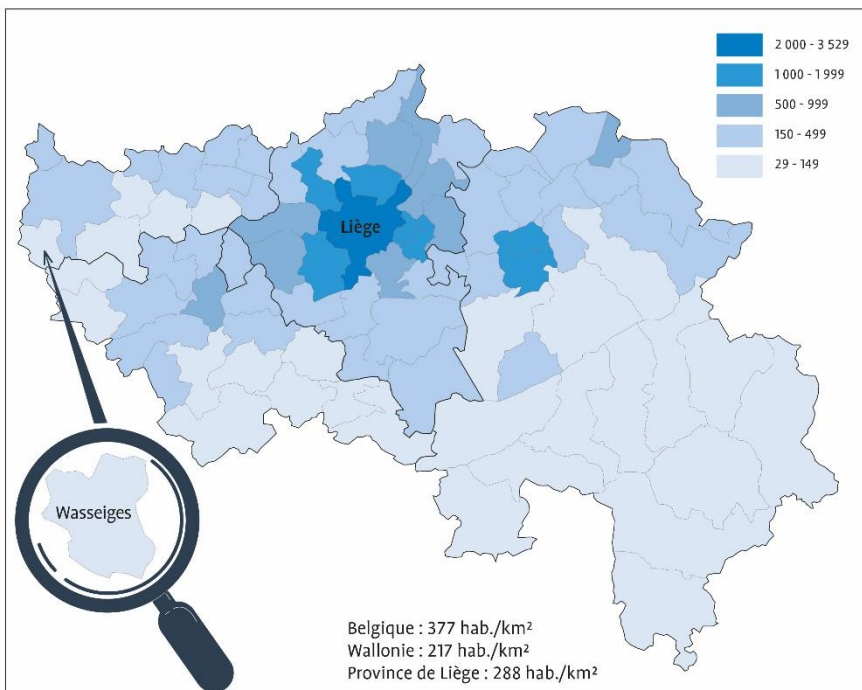 2 000 - 3 529
1 000 - 1 999
500 - 999
150 - 499
29 - 149
Liège
Wasseiges
Belgique : 377 hab./km²
Wallonie : 217 hab./km²
Province de Liège : 288 hab./km²